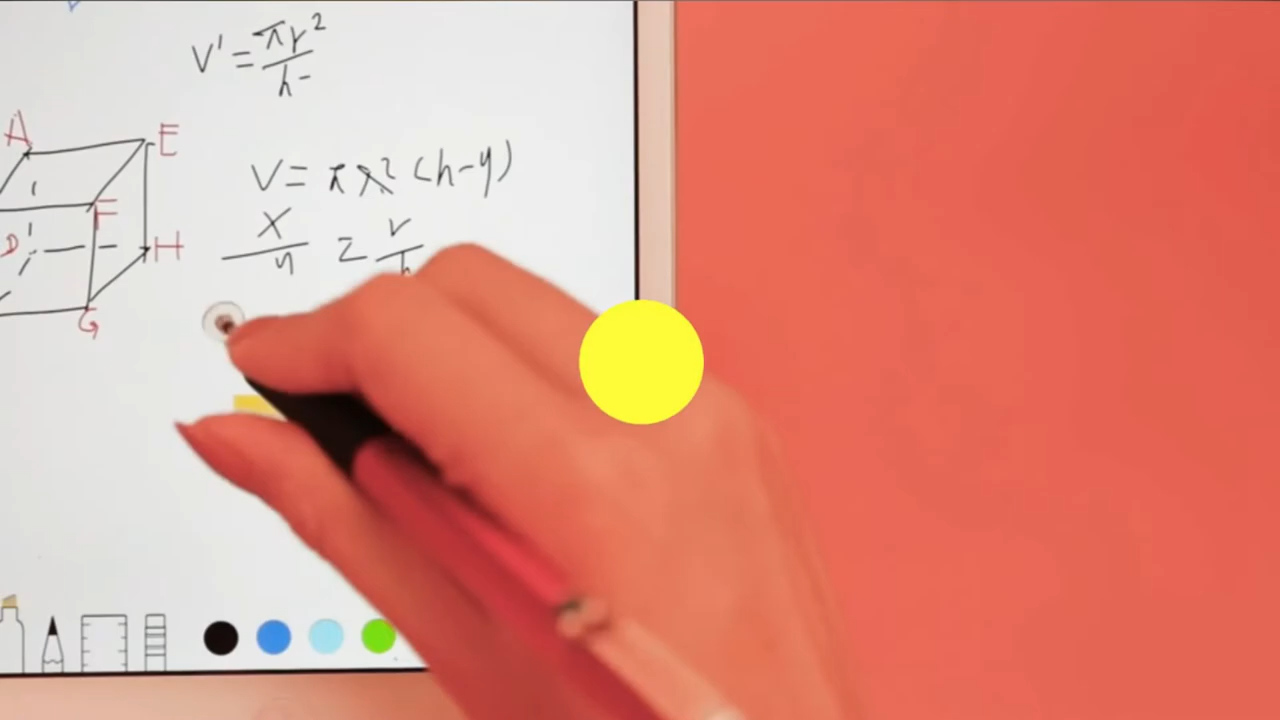 V' = πr² / h-
V = πx² (h-y)
x / y = r / h
A
E
F
D
H
G